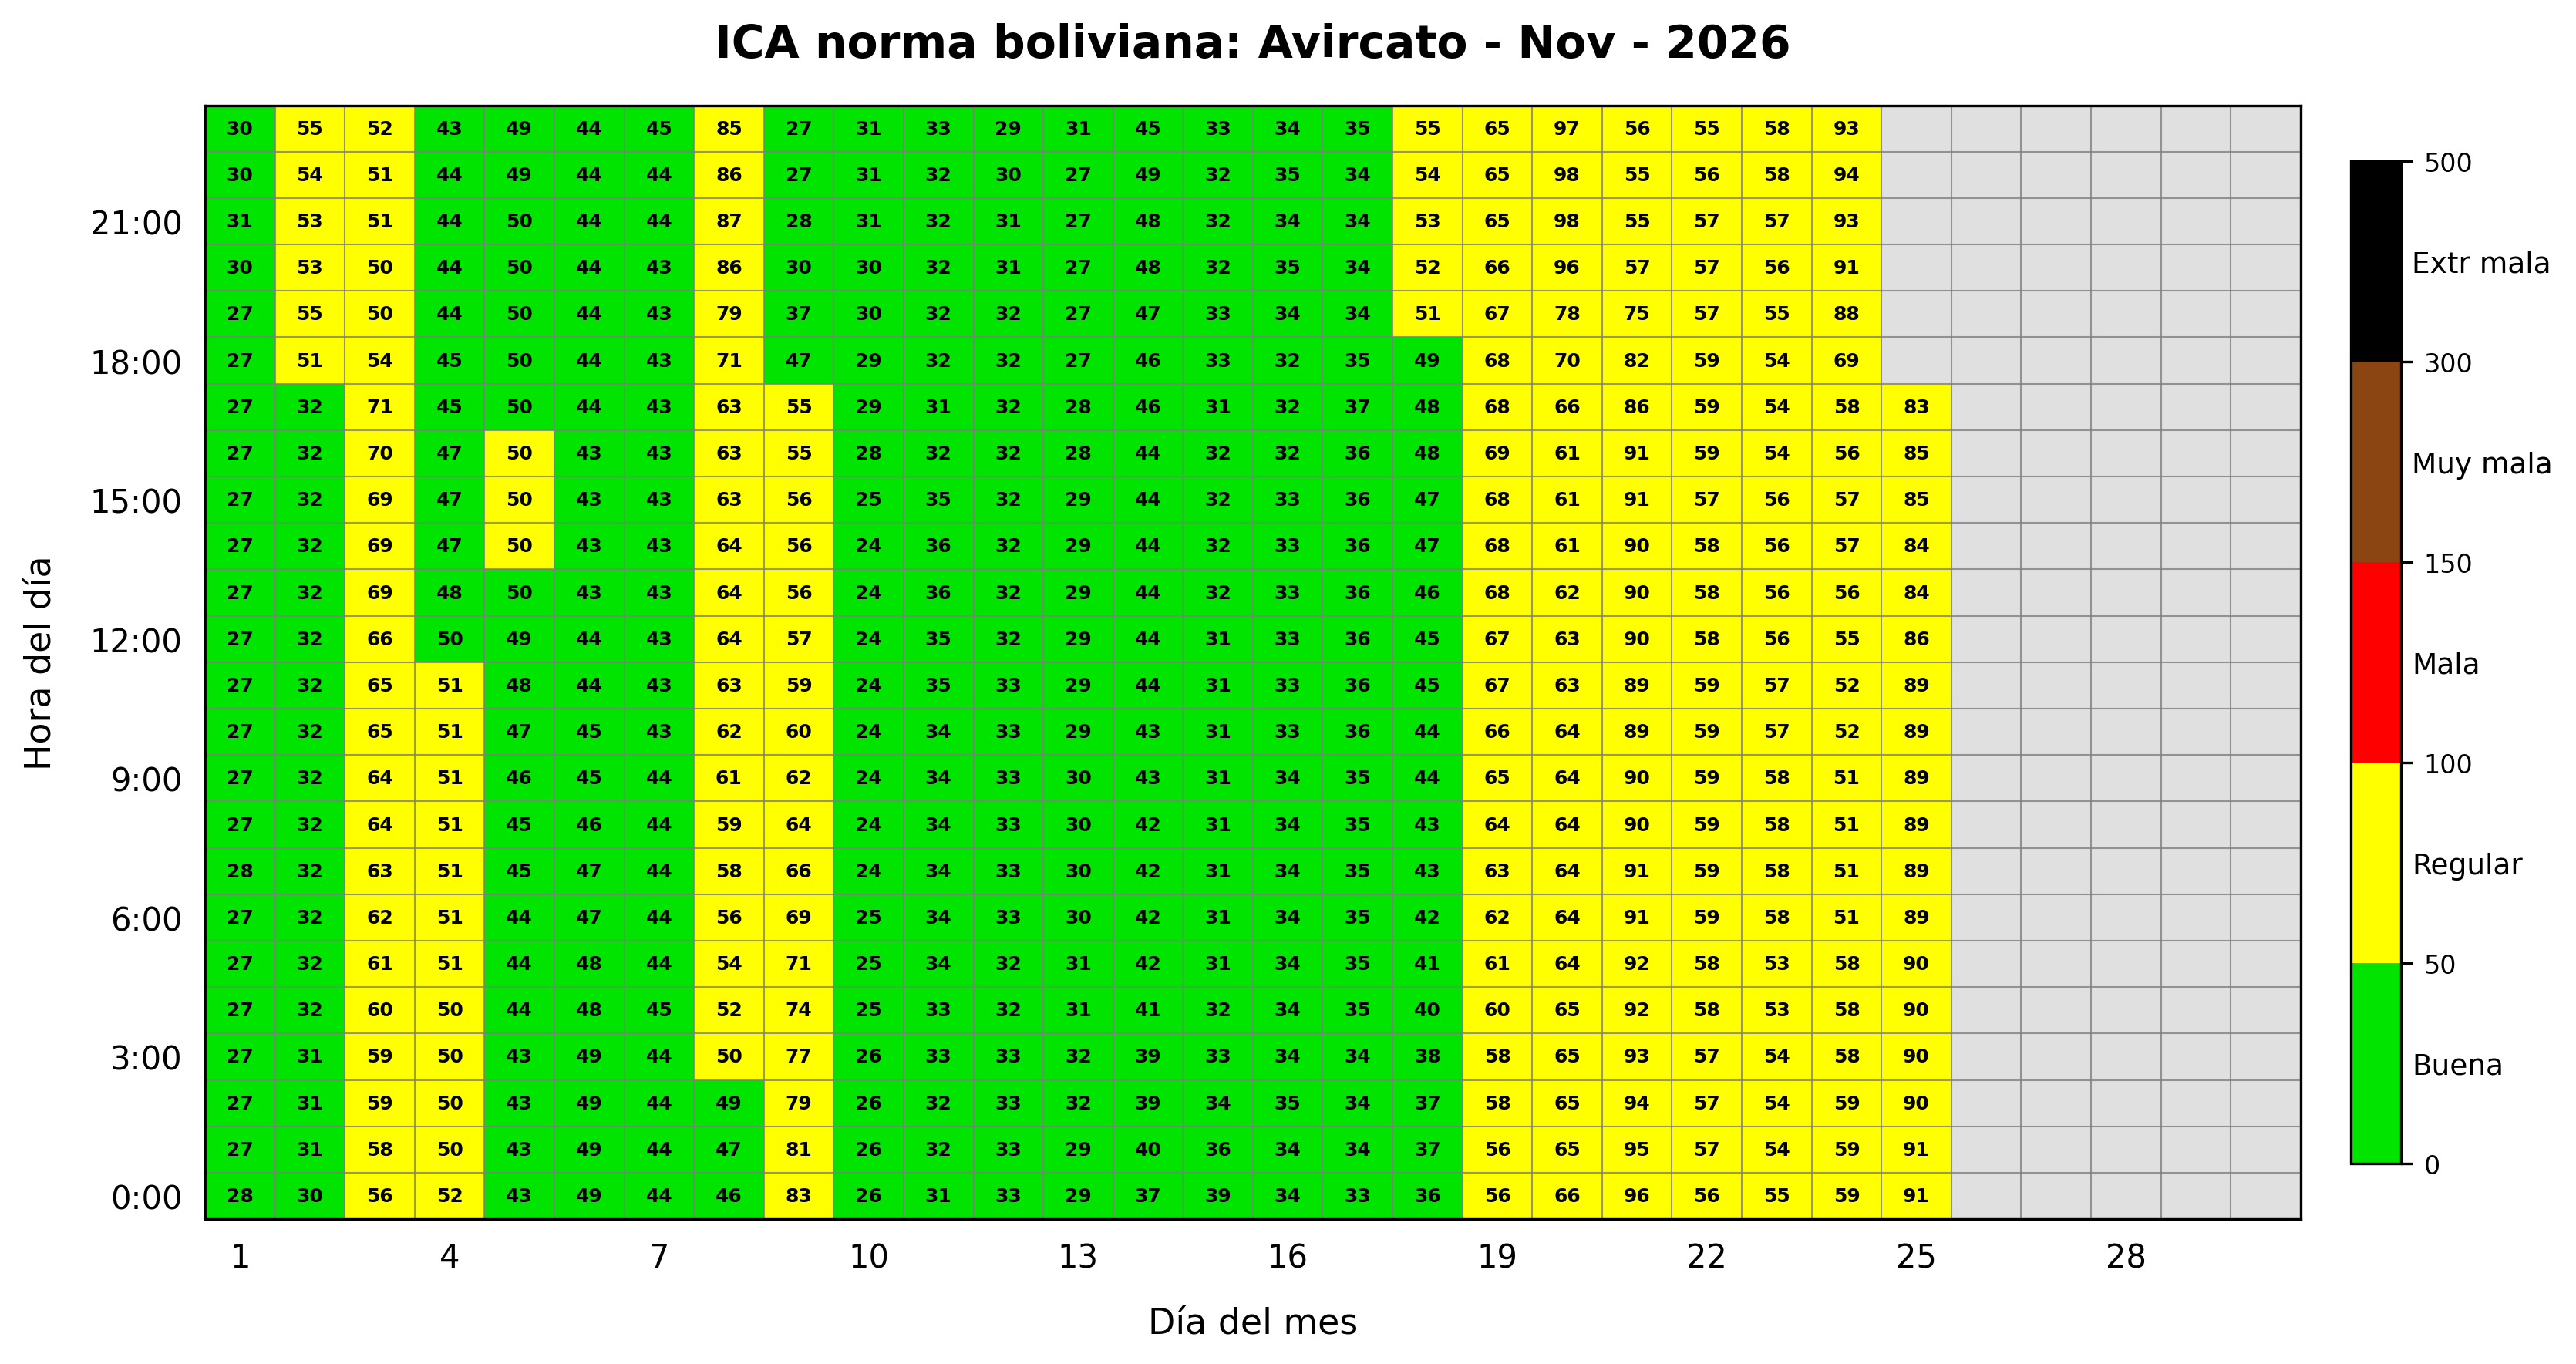 ICA norma boliviana: Avircato - Nov - 2026
30 55 52 43 49 44 45 85 27 31 33 29 31 45 33 34 35 55 65 97 56 55 58 93
30 54 51 44 49 44 44 86 27 31 32 30 27 49 32 35 34 54 65 98 55 56 58 94
21:00 31 53 51 44 50 44 44 87 28 31 32 31 27 48 32 34 34 53 65 98 55 57 57 93
30 53 50 44 50 44 43 86 30 30 32 31 27 48 32 35 34 52 66 96 57 57 56 91
27 55 50 44 50 44 43 79 37 30 32 32 27 47 33 34 34 51 67 78 75 57 55 88
18:00 27 51 54 45 50 44 43 71 47 29 32 32 27 46 33 32 35 49 68 70 82 59 54 69
27 32 71 45 50 44 43 63 55 29 31 32 28 46 31 32 37 48 68 66 86 59 54 58 83
27 32 70 47 50 43 43 63 55 28 32 32 28 44 32 32 36 48 69 61 91 59 54 56 85
15:00 27 32 69 47 50 43 43 63 56 25 35 32 29 44 32 33 36 47 68 61 91 57 56 57 85
27 32 69 47 50 43 43 64 56 24 36 32 29 44 32 33 36 47 68 61 90 58 56 57 84
27 32 69 48 50 43 43 64 56 24 36 32 29 44 32 33 36 46 68 62 90 58 56 56 84
12:00 27 32 66 50 49 44 43 64 57 24 35 32 29 44 31 33 36 45 67 63 90 58 56 55 86
27 32 65 51 48 44 43 63 59 24 35 33 29 44 31 33 36 45 67 63 89 59 57 52 89
27 32 65 51 47 45 43 62 60 24 34 33 29 43 31 33 36 44 66 64 89 59 57 52 89
9:00 27 32 64 51 46 45 44 61 62 24 34 33 30 43 31 34 35 44 65 64 90 59 58 51 89
27 32 64 51 45 46 44 59 64 24 34 33 30 42 31 34 35 43 64 64 90 59 58 51 89
28 32 63 51 45 47 44 58 66 24 34 33 30 42 31 34 35 43 63 64 91 59 58 51 89
6:00 27 32 62 51 44 47 44 56 69 25 34 33 30 42 31 34 35 42 62 64 91 59 58 51 89
27 32 61 51 44 48 44 54 71 25 34 32 31 42 31 34 35 41 61 64 92 58 53 58 90
27 32 60 50 44 48 45 52 74 25 33 32 31 41 32 34 35 40 60 65 92 58 53 58 90
3:00 27 31 59 50 43 49 44 50 77 26 33 33 32 39 33 34 34 38 58 65 93 57 54 58 90
27 31 59 50 43 49 44 49 79 26 32 33 32 39 34 35 34 37 58 65 94 57 54 59 90
27 31 58 50 43 49 44 47 81 26 32 33 29 40 36 34 34 37 56 65 95 57 54 59 91
0:00 28 30 56 52 43 49 44 46 83 26 31 33 29 37 39 34 33 36 56 66 96 56 55 59 91
1 4 7 10 13 16 19 22 25 28
Día del mes
Hora del día
500
Extr mala
300
Muy mala
150
Mala
100
Regular
50
Buena
0